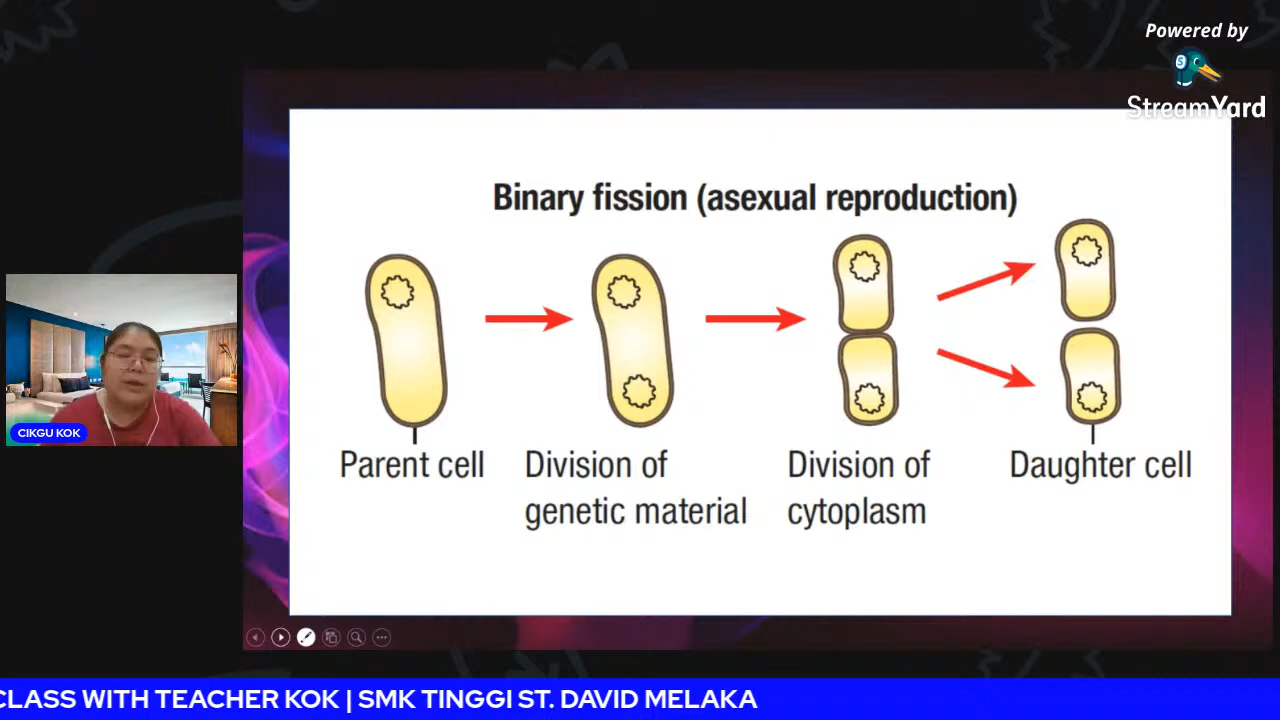 Powered by
StreamYard
Binary fission (asexual reproduction)
Parent cell
Division of
genetic material
Division of
cytoplasm
Daughter cell
CIKGU KOK
CLASS WITH TEACHER KOK | SMK TINGGI ST. DAVID MELAKA